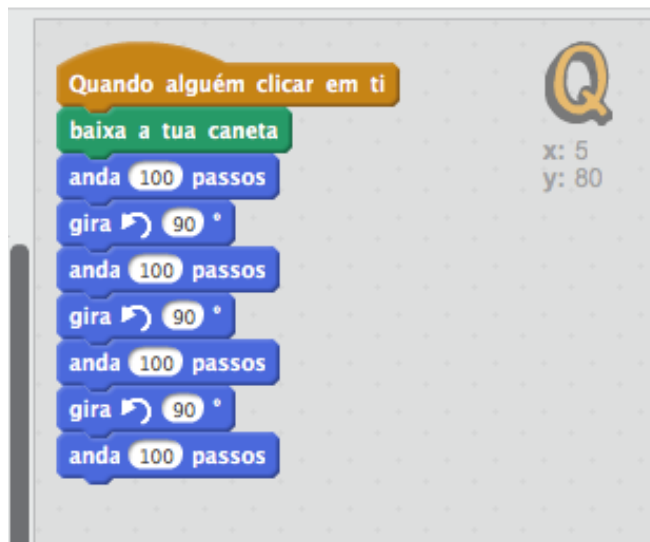 Quando alguém clicar em ti
baixa a tua caneta
anda 100 passos
gira 90 °
anda 100 passos
gira 90 °
anda 100 passos
gira 90 °
anda 100 passos
Q
x: 5
y: 80